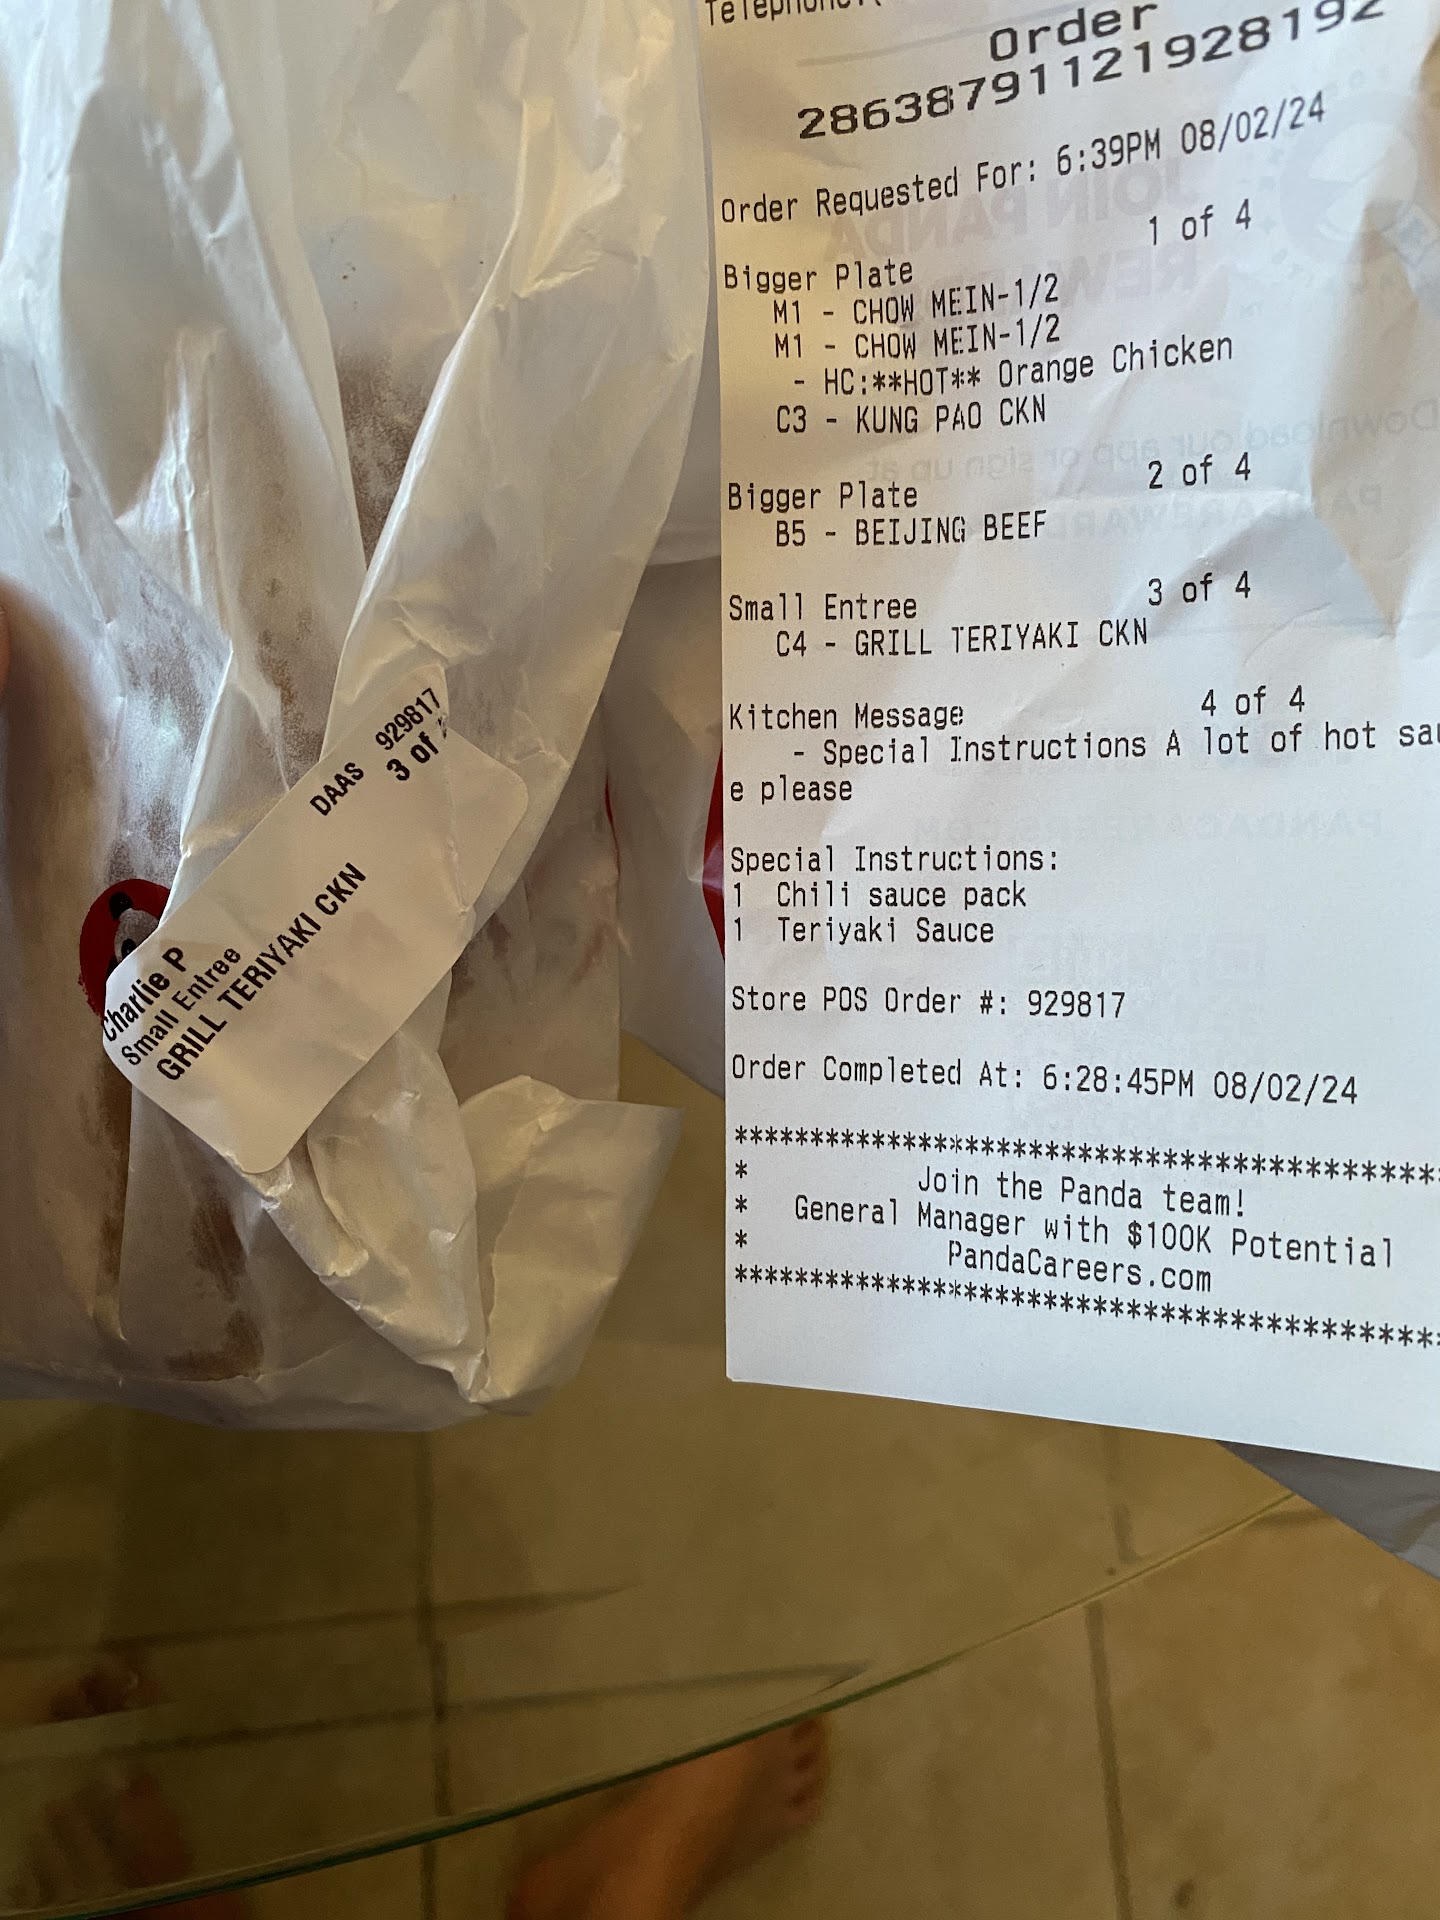 Order
28638791121928192
Order Requested For: 6:39PM 08/02/24
1 of 4
Bigger Plate
M1 - CHOW MEIN-1/2
M1 - CHOW MEIN-1/2
- HC:**HOT** Orange Chicken
C3 - KUNG PAO CKN
2 of 4
Bigger Plate
B5 - BEIJING BEEF
Small Entree 3 of 4
C4 - GRILL TERIYAKI CKN
Kitchen Message 4 of 4
- Special Instructions A lot of hot
e please
Special Instructions:
1 Chili sauce pack
1 Teriyaki Sauce
Store POS Order #: 929817
Order Completed At: 6:28:45PM 08/02/24
*********************************************
* Join the Panda team!
* General Manager with $100K Potential
* PandaCareers.com
*********************************************
DAAS 929817
3 of
Charlie P
Small Entree
GRILL TERIYAKI CKN